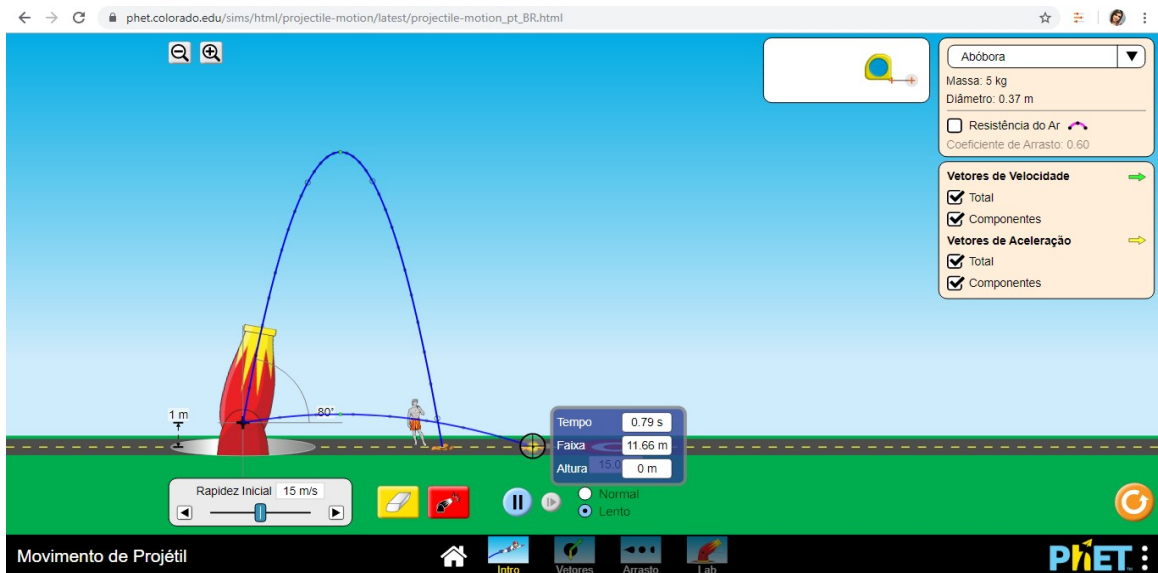 phet.colorado.edu/sims/html/projectile-motion/latest/projectile-motion_pt_BR.html
Abóbora
Massa: 5 kg
Diâmetro: 0.37 m
Resistência do Ar
Coeficiente de Arrasto: 0.60
Vetores de Velocidade
Total
Componentes
Vetores de Aceleração
Total
Componentes
1 m
80°
Tempo 0.79 s
Faixa 11.66 m
Altura 0 m
15.0
Rapidez Inicial 15 m/s
Normal
Lento
Movimento de Projétil
Intro
Vetores
Arrasto
Lab
PhET